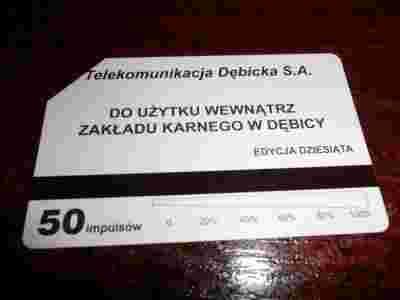 Telekomunikacja Dębicka S.A.
DO UŻYTKU WEWNĄTRZ
ZAKŁADU KARNEGO W DĘBICY
EDYCJA DZIESIĄTA
50 impulsów
0 20% 40% 60% 80% 100%